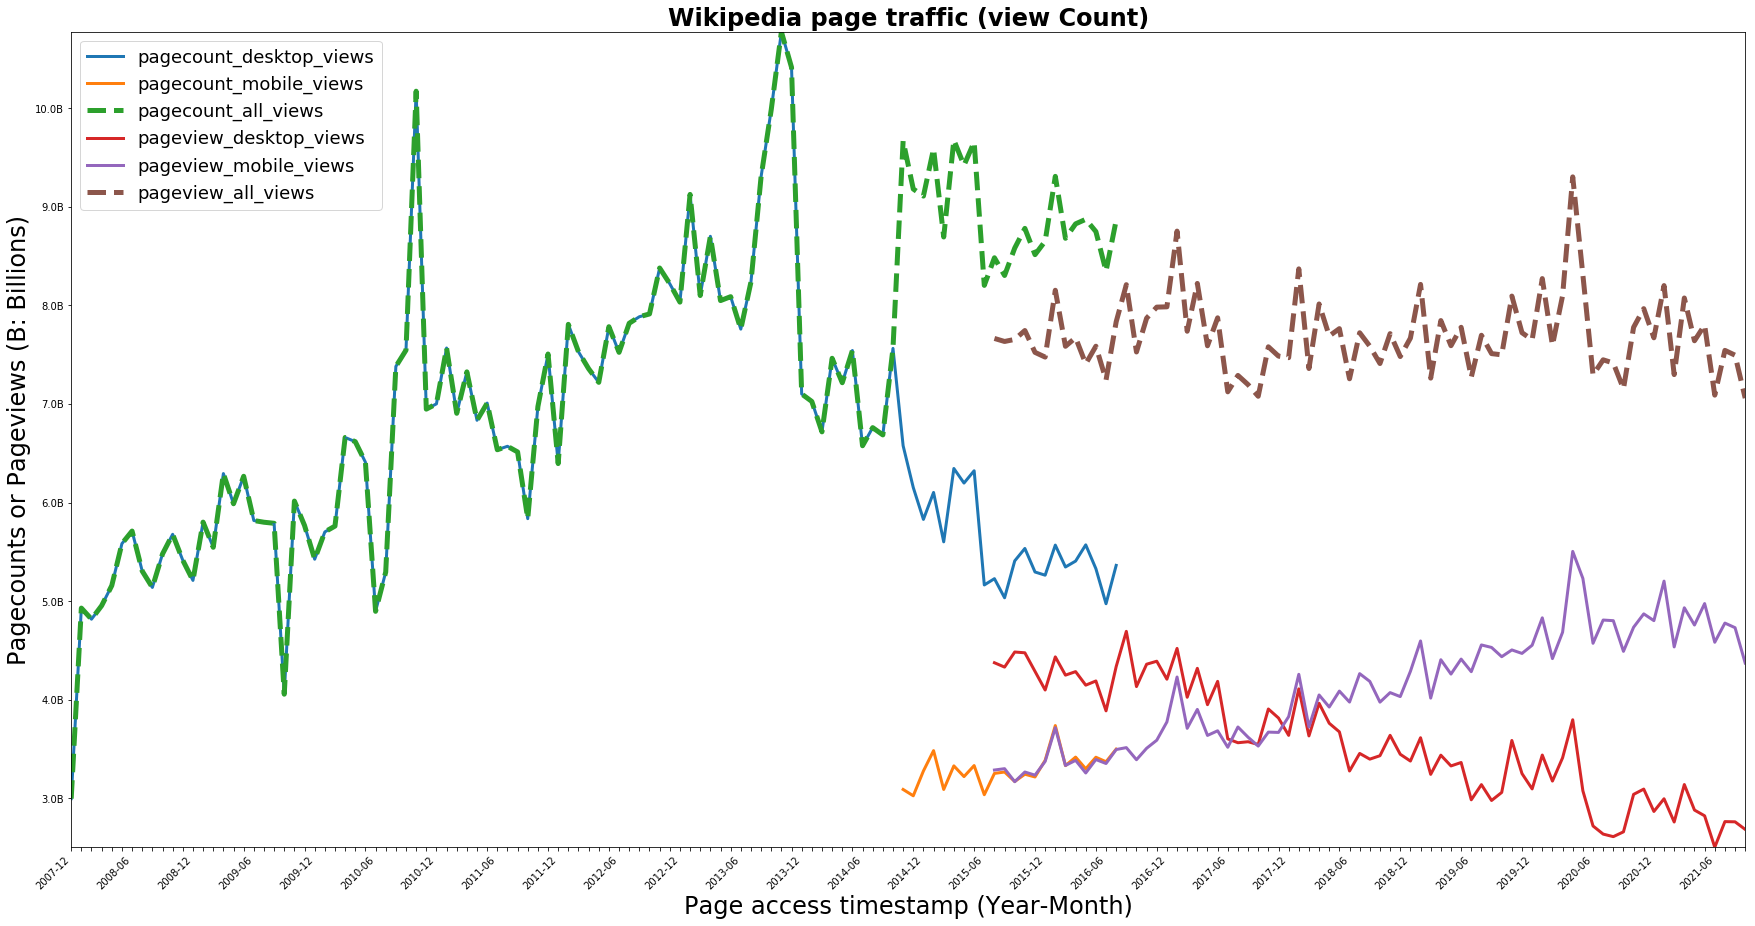 Wikipedia page traffic (view Count)
pagecount_desktop_views
pagecount_mobile_views
pagecount_all_views
pageview_desktop_views
pageview_mobile_views
pageview_all_views
Pagecounts or Pageviews (B: Billions)
10.0B
9.0B
8.0B
7.0B
6.0B
5.0B
4.0B
3.0B
2007-12
2008-06
2008-12
2009-06
2009-12
2010-06
2010-12
2011-06
2011-12
2012-06
2012-12
2013-06
2013-12
2014-06
2014-12
2015-06
2015-12
2016-06
2016-12
2017-06
2017-12
2018-06
2018-12
2019-06
2019-12
2020-06
2020-12
2021-06
Page access timestamp (Year-Month)